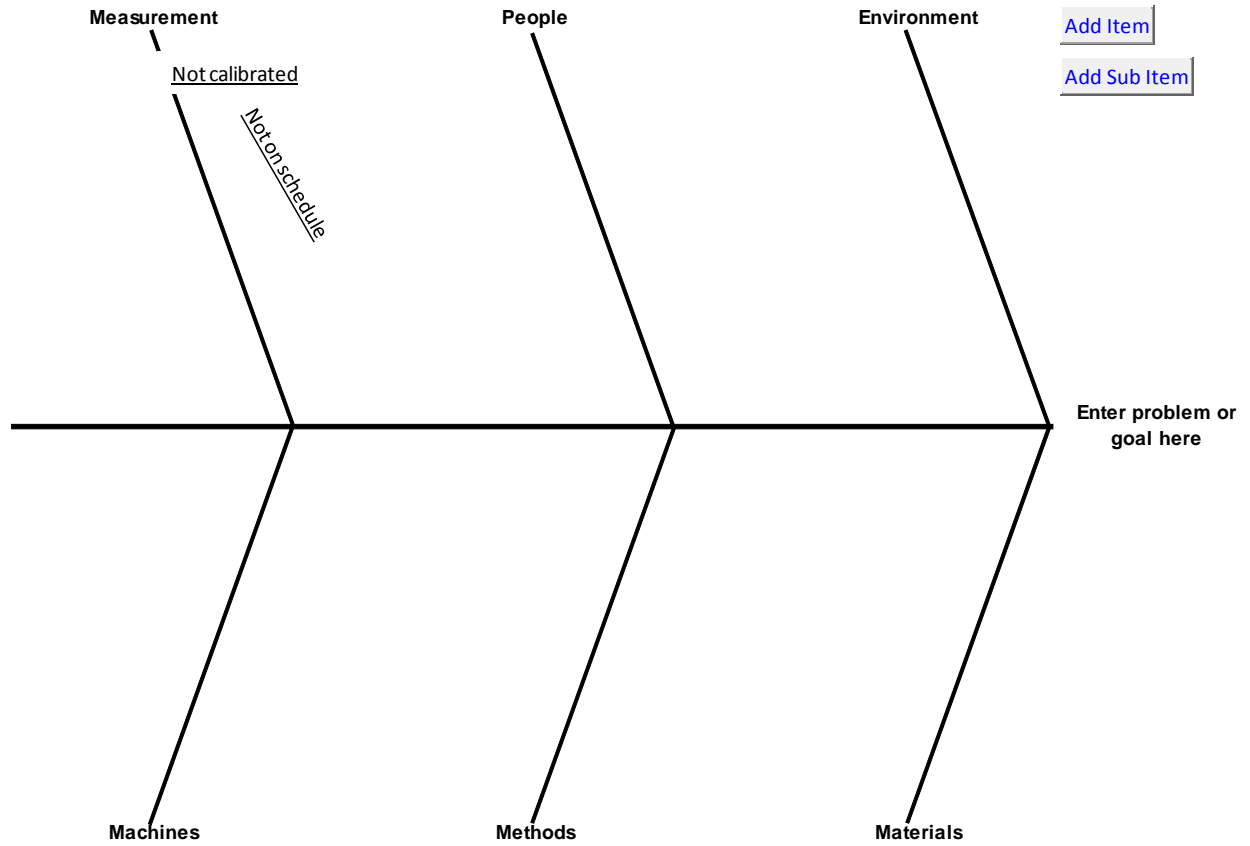 Measurement
People
Environment
Add Item
Add Sub Item
Not calibrated
Not on schedule
Enter problem or
goal here
Machines
Methods
Materials